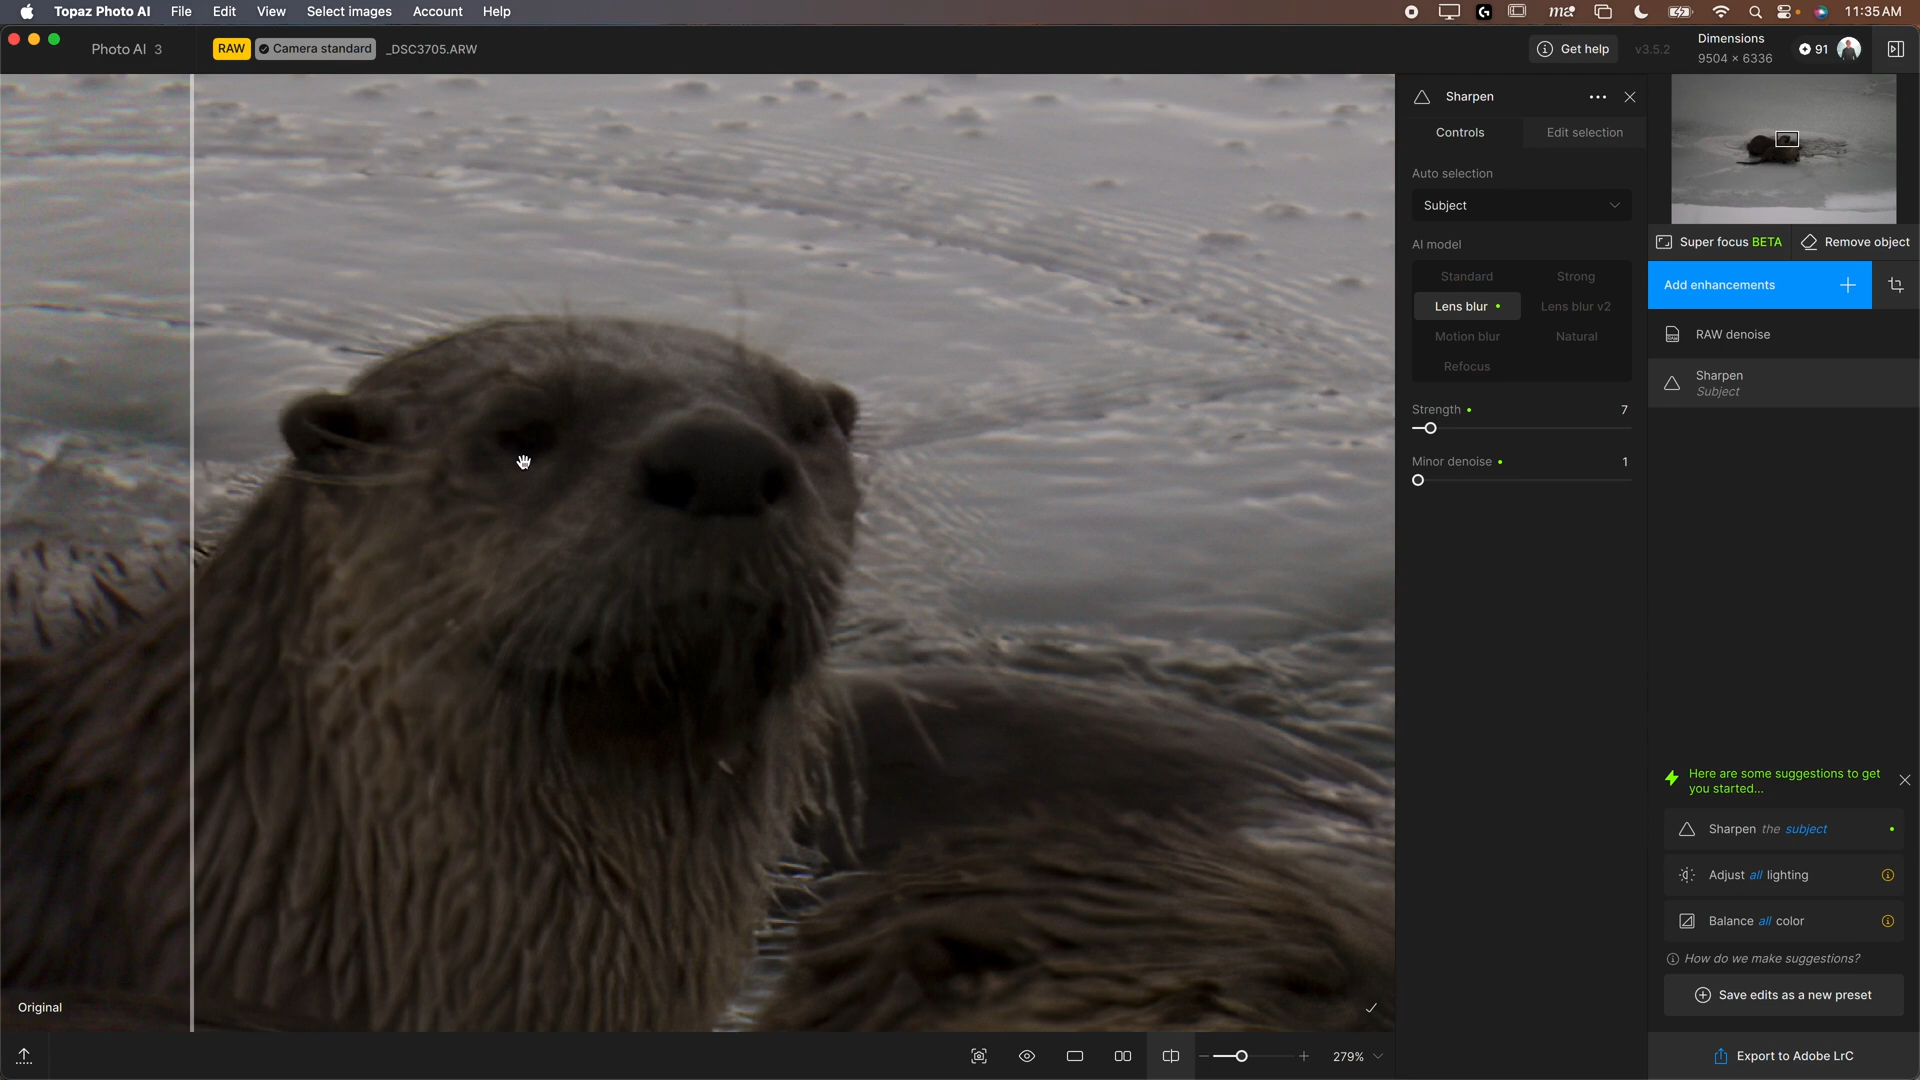 Topaz Photo AI File Edit View Select images Account Help 11:35 AM
Photo AI 3 RAW Camera standard _DSC3705.ARW Get help v3.5.2 Dimensions 91
9504 × 6336
Sharpen
Controls Edit selection
Auto selection
Subject
AI model
Standard Strong
Lens blur Lens blur v2
Motion blur Natural
Refocus
Strength 7
Minor denoise 1
Super focus BETA Remove object
Add enhancements
RAW denoise
Sharpen
Subject
Here are some suggestions to get
you started...
Sharpen the subject
Adjust all lighting
Balance all color
How do we make suggestions?
Save edits as a new preset
Original
279%
Export to Adobe LrC